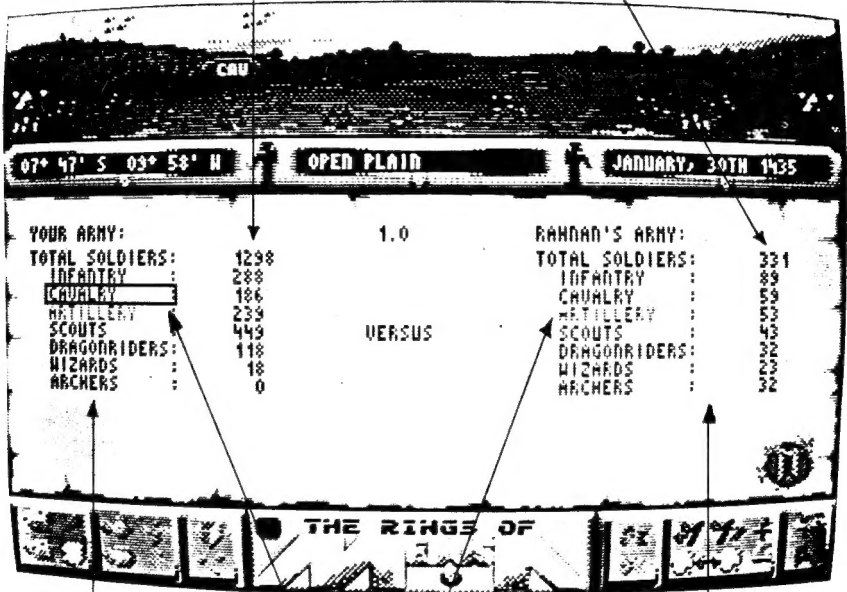 CAV
07° 47' S 09° 58' W OPEN PLAIN JANUARY, 30TH 1435
YOUR ARMY: 1.0 RAHNAN'S ARMY:
TOTAL SOLDIERS: 1298 TOTAL SOLDIERS: 331
INFANTRY : 288 INFANTRY : 89
CAVALRY : 186 CAVALRY : 59
ARTILLERY : 239 ARTILLERY : 53
SCOUTS : 449 VERSUS SCOUTS : 43
DRAGONRIDERS: 118 DRAGONRIDERS: 32
WIZARDS : 18 WIZARDS : 23
ARCHERS : 0 ARCHERS : 32
THE RINGS OF